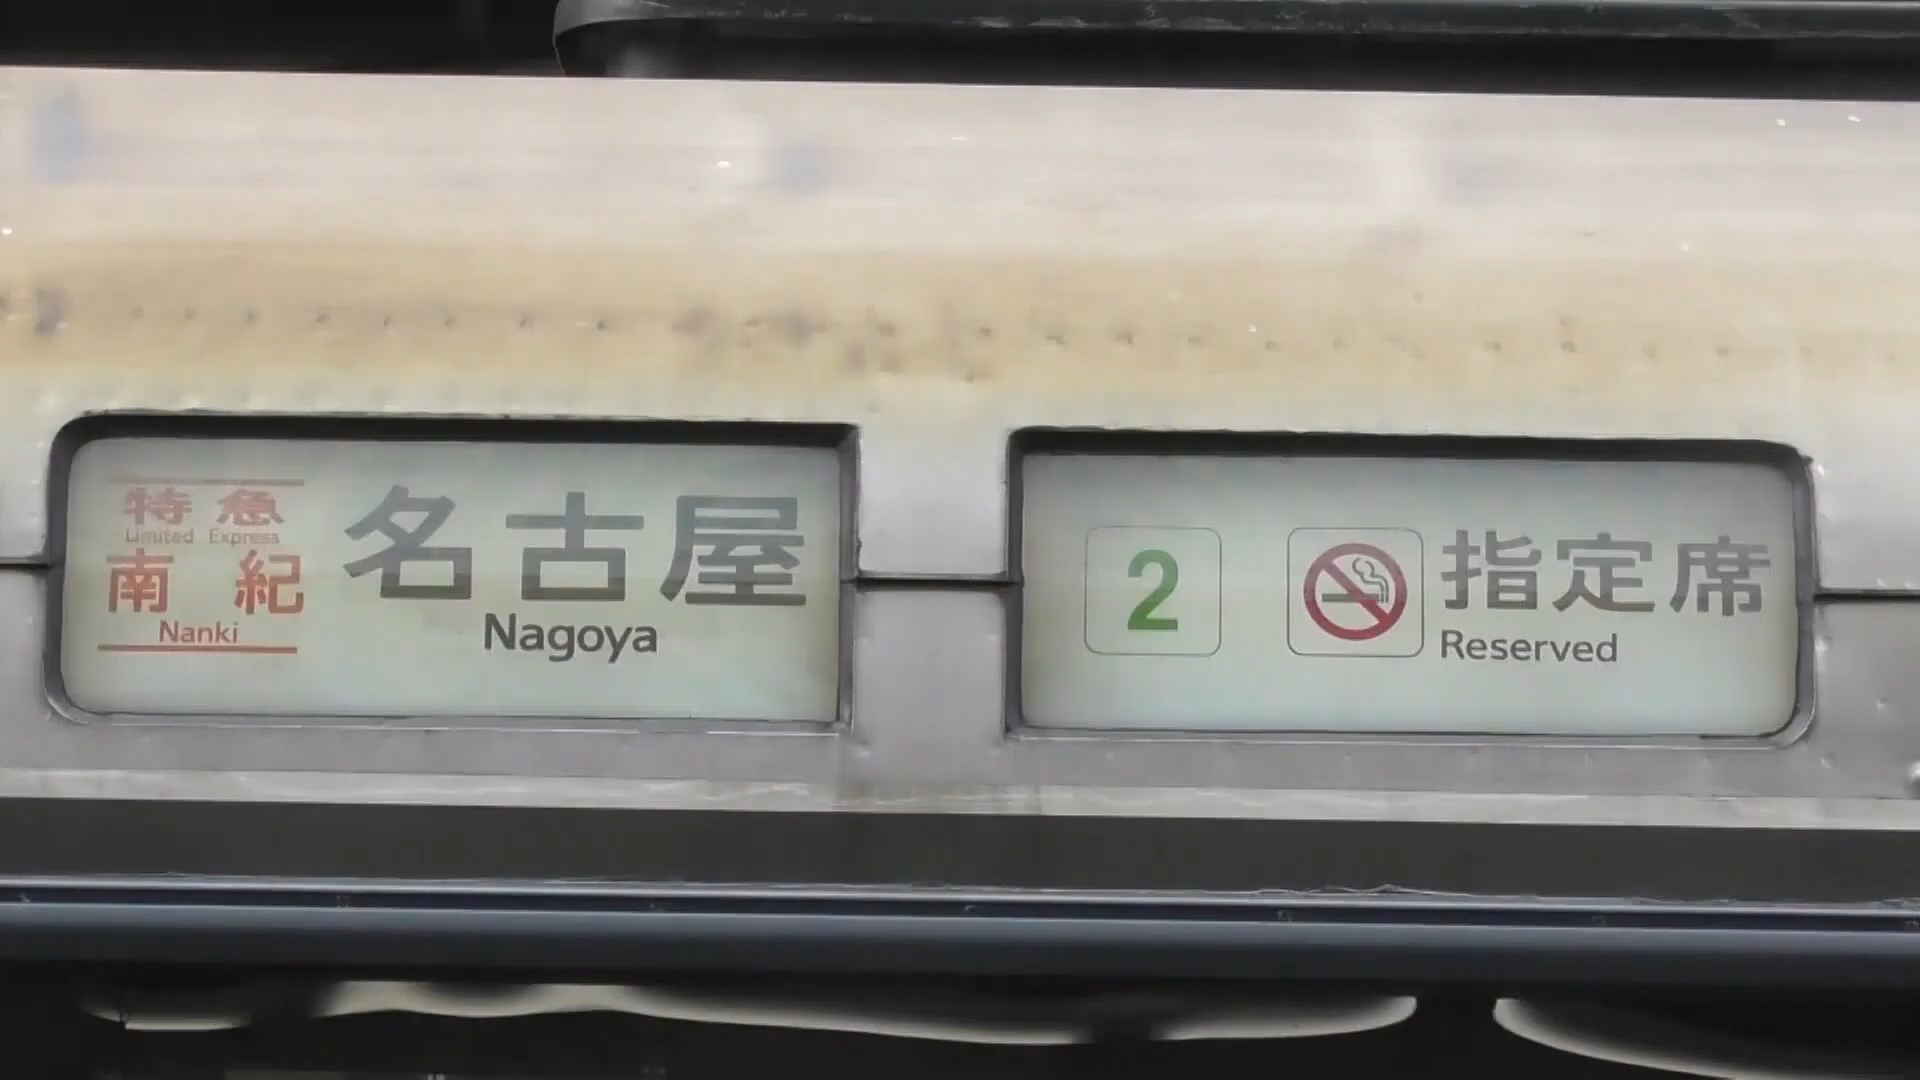 特急
Limited Express
南紀
Nanki
名古屋
Nagoya
2
指定席
Reserved